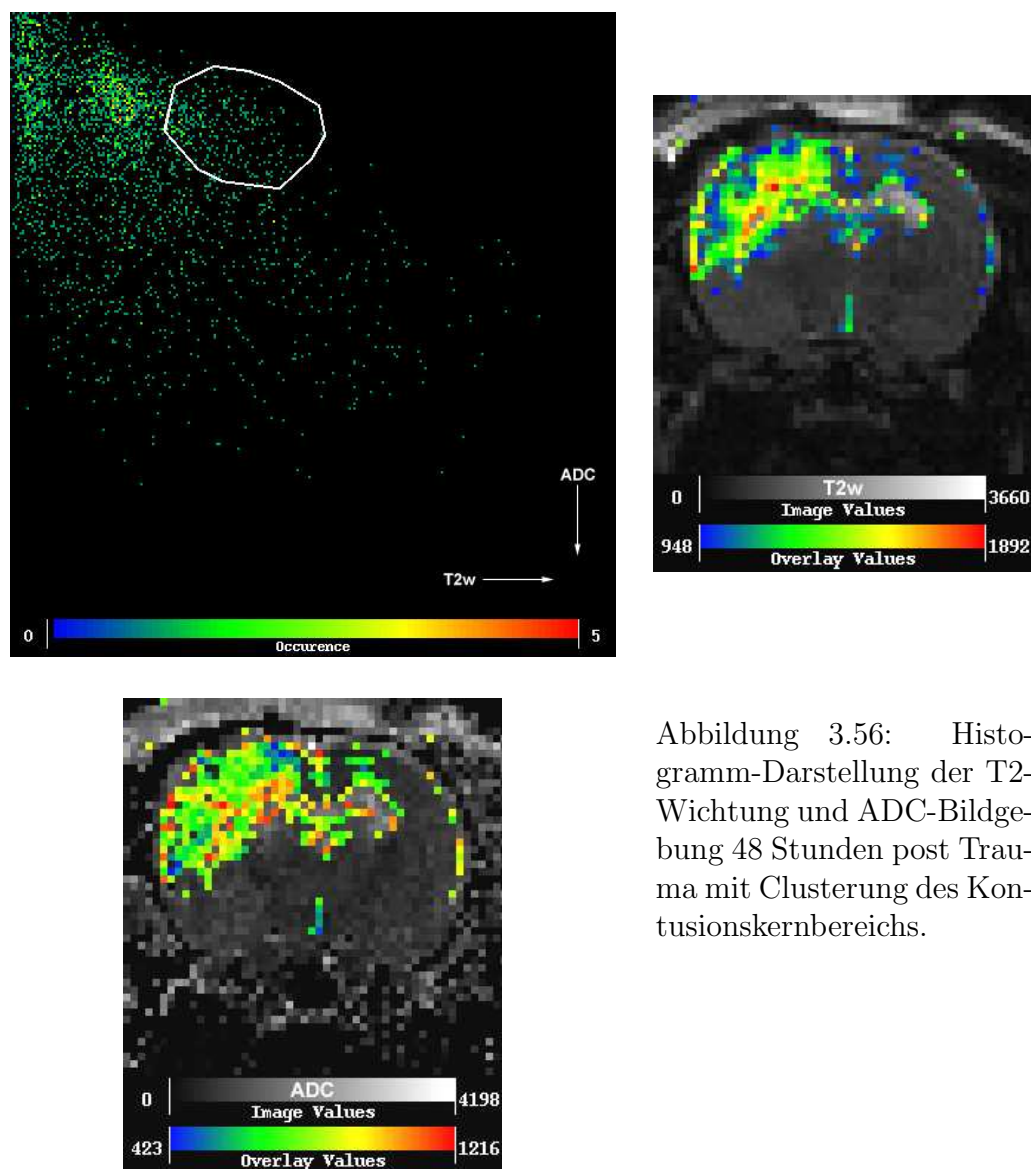 ADC
T2w
0 5
Occurence
T2w
0 3660
Image Values
948 1892
Overlay Values
ADC
0 4198
Image Values
423 1216
Overlay Values
Abbildung 3.56: Histo-
gramm-Darstellung der T2-
Wichtung und ADC-Bildge-
bung 48 Stunden post Trau-
ma mit Clusterung des Kon-
tusionskernbereichs.